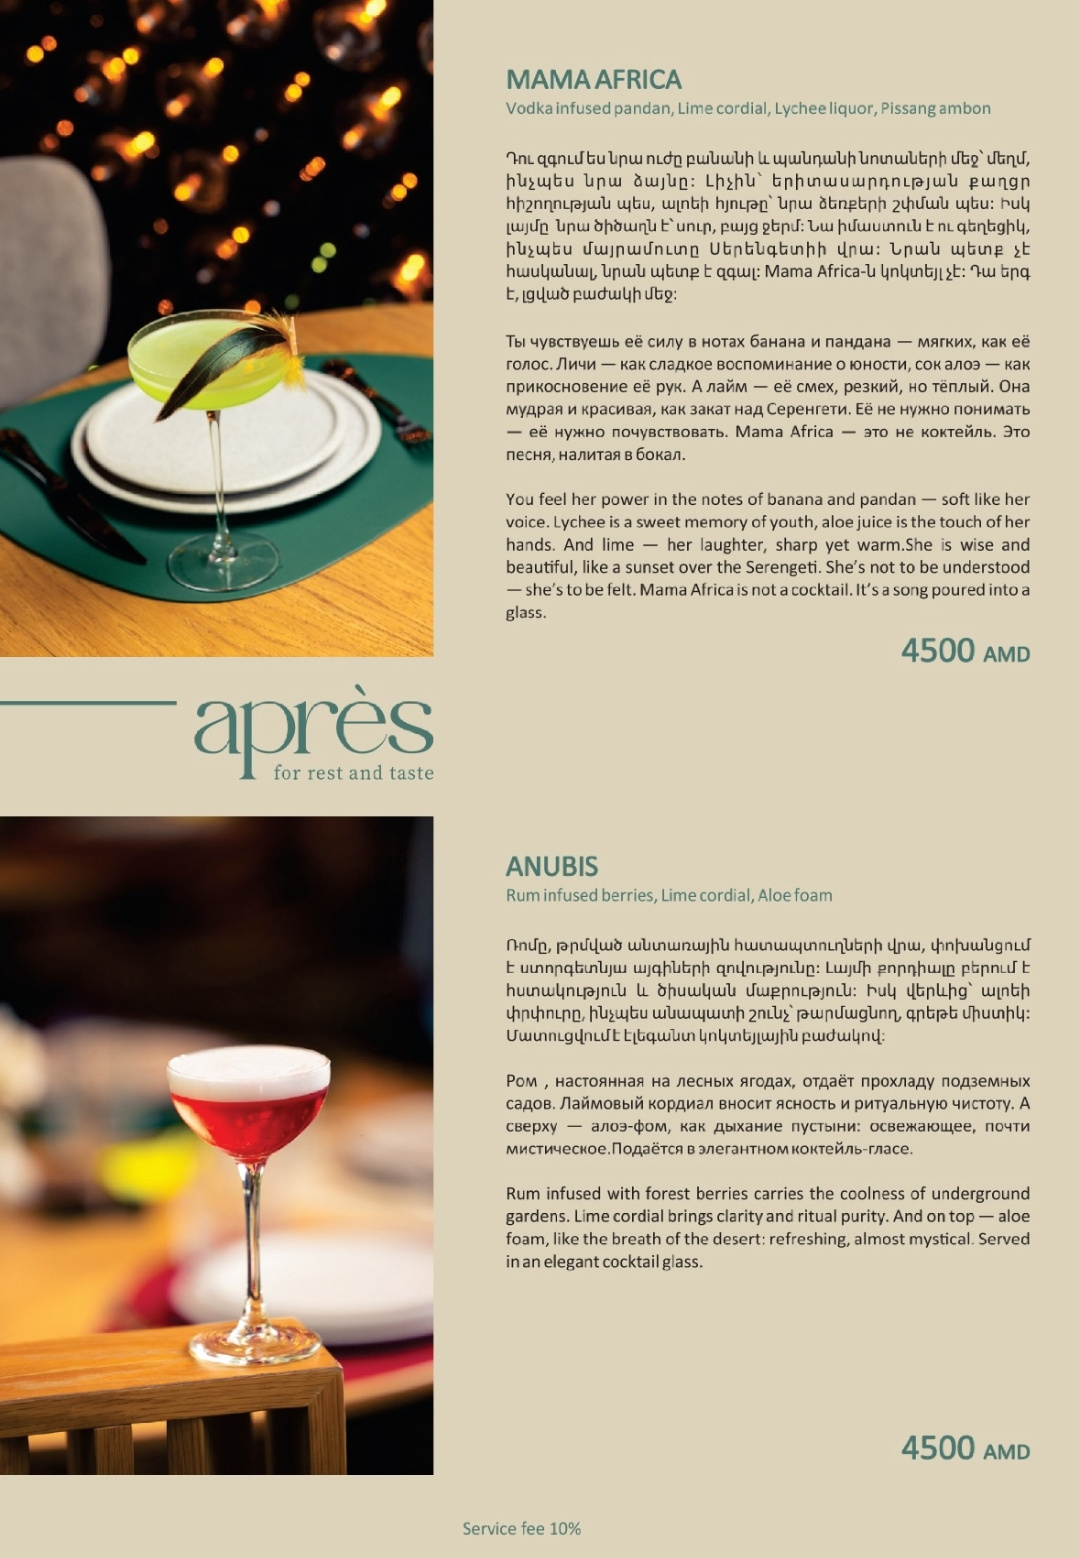 MAMA AFRICA
Vodka infused pandan, Lime cordial, Lychee liquor, Pissang ambon
Դու զգում ես նրա ուժը բանանի և պանդանի նոտաների մեջ՝ մեղմ,
ինչպես նրա ձայնը: Լիչին՝ երիտասարդության քաղցր
հիշողության պես, ալոեի հյութը՝ նրա ձեռքերի շփման պես: Իսկ
լայմը նրա ծիծաղն է՝ սուր, բայց ջերմ: Նա իմաստուն է ու գեղեցիկ,
ինչպես մայրամուտը Սերենգետիի վրա: Նրան պետք չէ
հասկանալ, նրան պետք է զգալ: Mama Africa-ն կոկտեյլ չէ: Դա երգ
է, լցված բաժակի մեջ:
Ты чувствуешь её силу в нотах банана и пандана — мягких, как её
голос. Личи — как сладкое воспоминание о юности, сок алоэ — как
прикосновение её рук. А лайм — её смех, резкий, но тёплый. Она
мудрая и красивая, как закат над Серенгети. Её не нужно понимать
— её нужно почувствовать. Mama Africa — это не коктейль. Это
песня, налитая в бокал.
You feel her power in the notes of banana and pandan — soft like her
voice. Lychee is a sweet memory of youth, aloe juice is the touch of her
hands. And lime — her laughter, sharp yet warm.She is wise and
beautiful, like a sunset over the Serengeti. She's not to be understood
— she's to be felt. Mama Africa is not a cocktail. It's a song poured into a
glass.
4500 AMD
après
for rest and taste
ANUBIS
Rum infused berries, Lime cordial, Aloe foam
Ռոմը, թրմված անտառային հատապտուղների վրա, փոխանցում
է ստորգետնյա այգիների զովությունը: Լայմի քորդիալը բերում է
հստակություն և ծիսական մաքրություն: Իսկ վերևից՝ ալոեի
փրփուրը, ինչպես անապատի շունչ՝ թարմացնող, գրեթե միստիկ:
Մատուցվում է էլեգանտ կոկտեյլային բաժակով:
Ром , настоянная на лесных ягодах, отдаёт прохладу подземных
садов. Лаймовый кордиал вносит ясность и ритуальную чистоту. А
сверху — алоэ-фом, как дыхание пустыни: освежающее, почти
мистическое.Подаётся в элегантном коктейль-гласе.
Rum infused with forest berries carries the coolness of underground
gardens. Lime cordial brings clarity and ritual purity. And on top — aloe
foam, like the breath of the desert: refreshing, almost mystical. Served
in an elegant cocktail glass.
4500 AMD
Service fee 10%